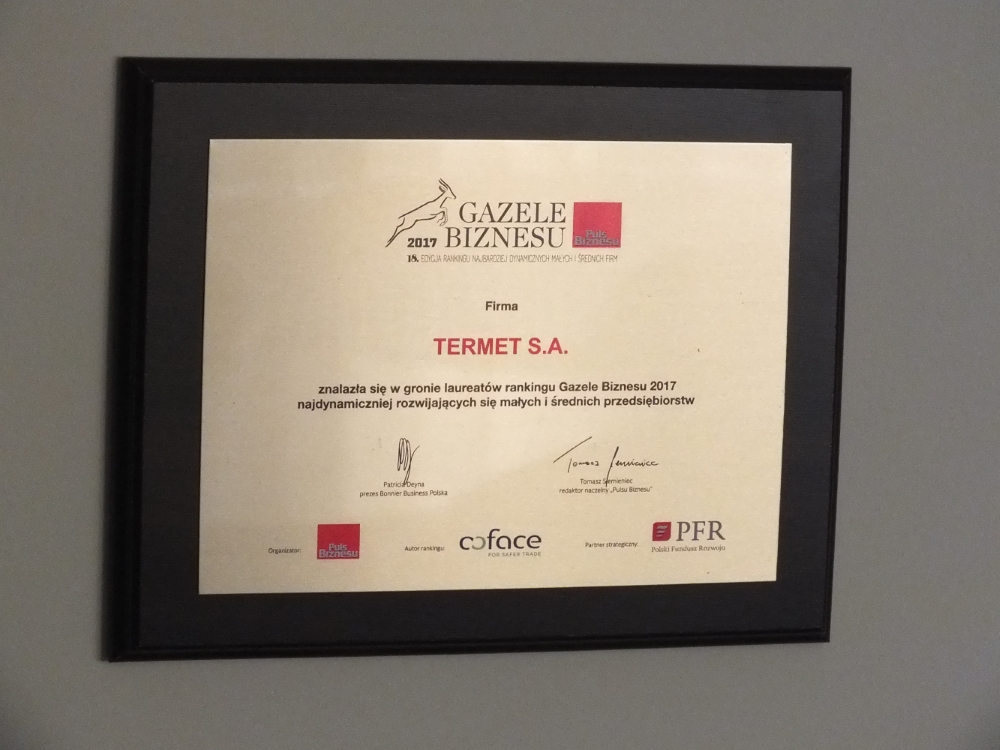 GAZELE
2017 BIZNESU
Puls
Biznesu
18. EDYCJA RANKINGU NAJBARDZIEJ DYNAMICZNYCH MAŁYCH I ŚREDNICH FIRM
Firma
TERMET S.A.
znalazła się w gronie laureatów rankingu Gazele Biznesu 2017
najdynamiczniej rozwijających się małych i średnich przedsiębiorstw
Patricia Deyna
prezes Bonnier Business Polska
Tomasz Siemieniec
Tomasz Siemieniec
redaktor naczelny „Pulsu Biznesu”
Organizator:
Puls
Biznesu
Autor rankingu:
coface
FOR SAFER TRADE
Partner strategiczny:
PFR
Polski Fundusz Rozwoju